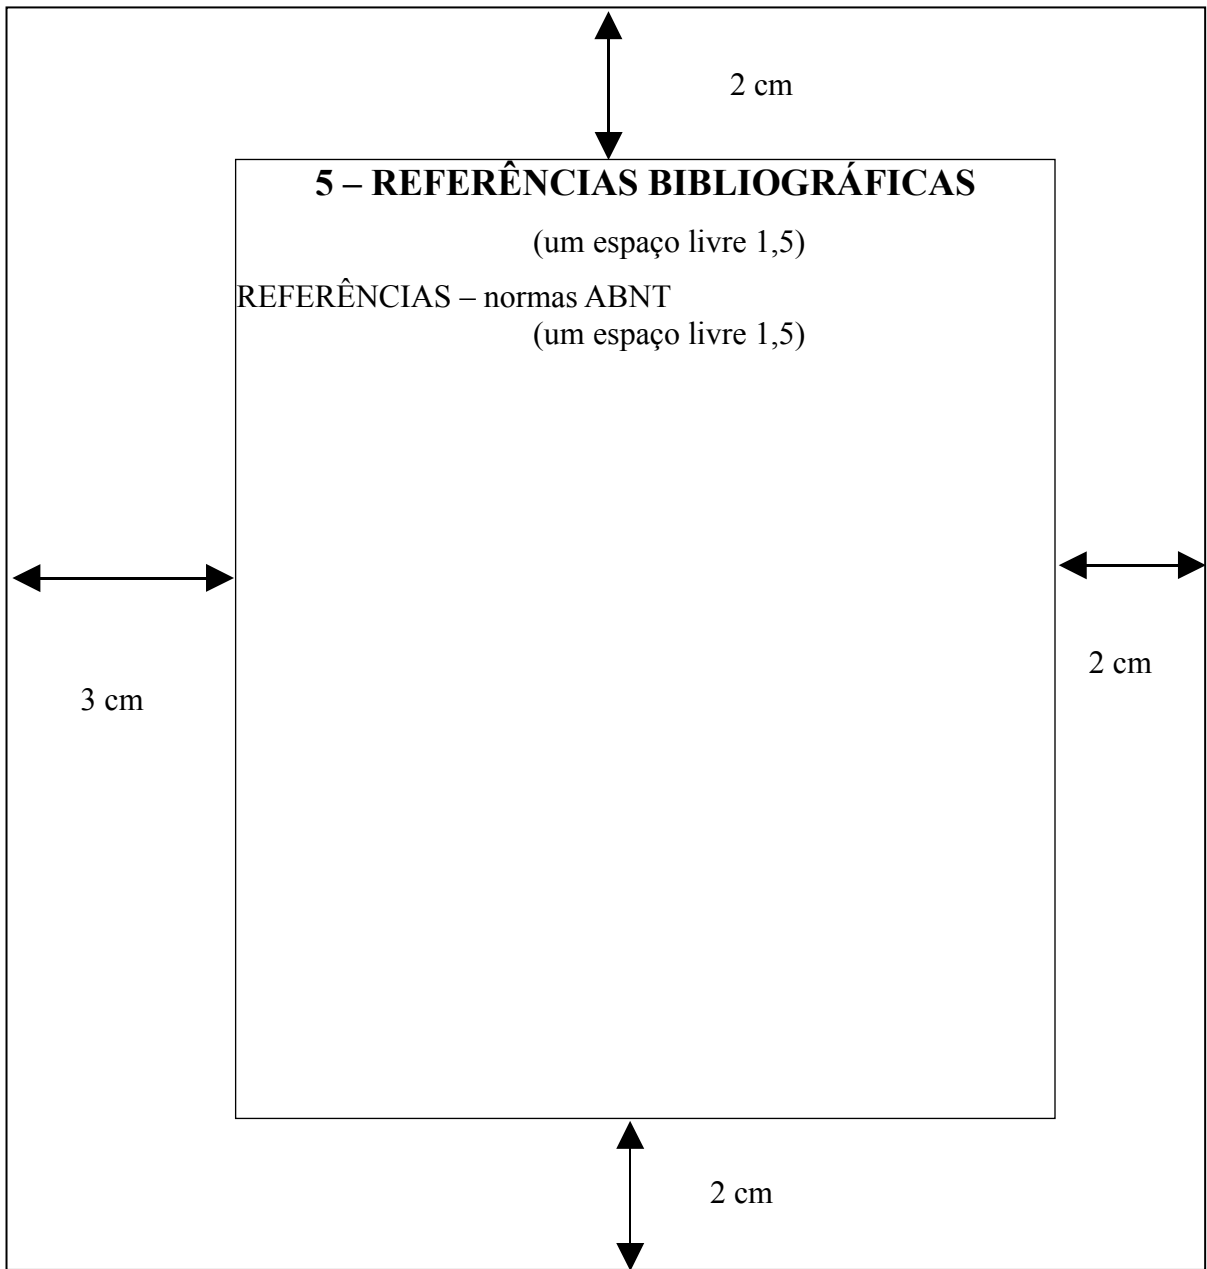 2 cm
5 – REFERÊNCIAS BIBLIOGRÁFICAS
(um espaço livre 1,5)
REFERÊNCIAS – normas ABNT
(um espaço livre 1,5)
2 cm
3 cm
2 cm